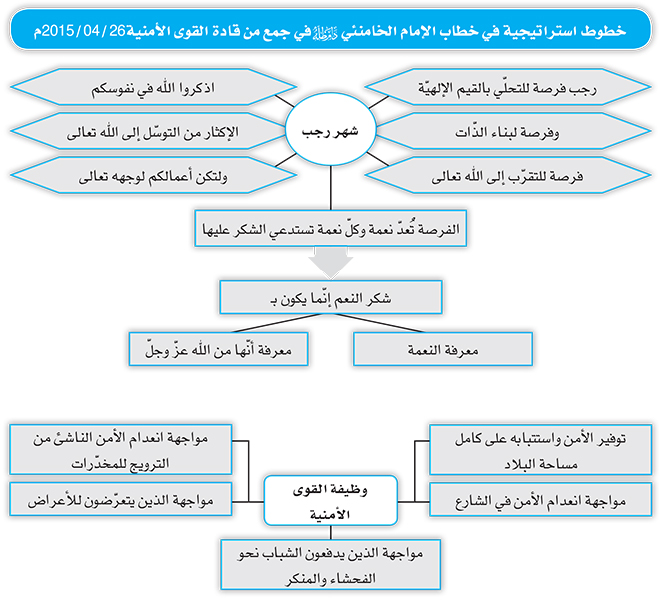 خطوط استراتيجية في خطاب الإمام الخامنئي في جمع من قادة القوى الأمنية 26 /04 /2015م
شهر رجب
رجب فرصة للتحلّي بالقيم الإلهيّة
وفرصة لبناء الذّات
فرصة للتقرّب إلى الله تعالى
اذكروا الله في نفوسكم
الإكثار من التوسّل إلى الله تعالى
ولتكن أعمالكم لوجهه تعالى
الفرصة تُعدّ نعمة وكلّ نعمة تستدعي الشكر عليها
شكر النعم إنّما يكون بـ
معرفة النعمة
معرفة أنّها من الله عزّ وجلّ
وظيفة القوى
الأمنية
توفير الأمن واستتبابه على كامل
مساحة البلاد
مواجهة انعدام الأمن في الشارع
مواجهة انعدام الأمن الناشئ من
الترويج للمخدّرات
مواجهة الذين يتعرّضون للأعراض
مواجهة الذين يدفعون الشباب نحو
الفحشاء والمنكر